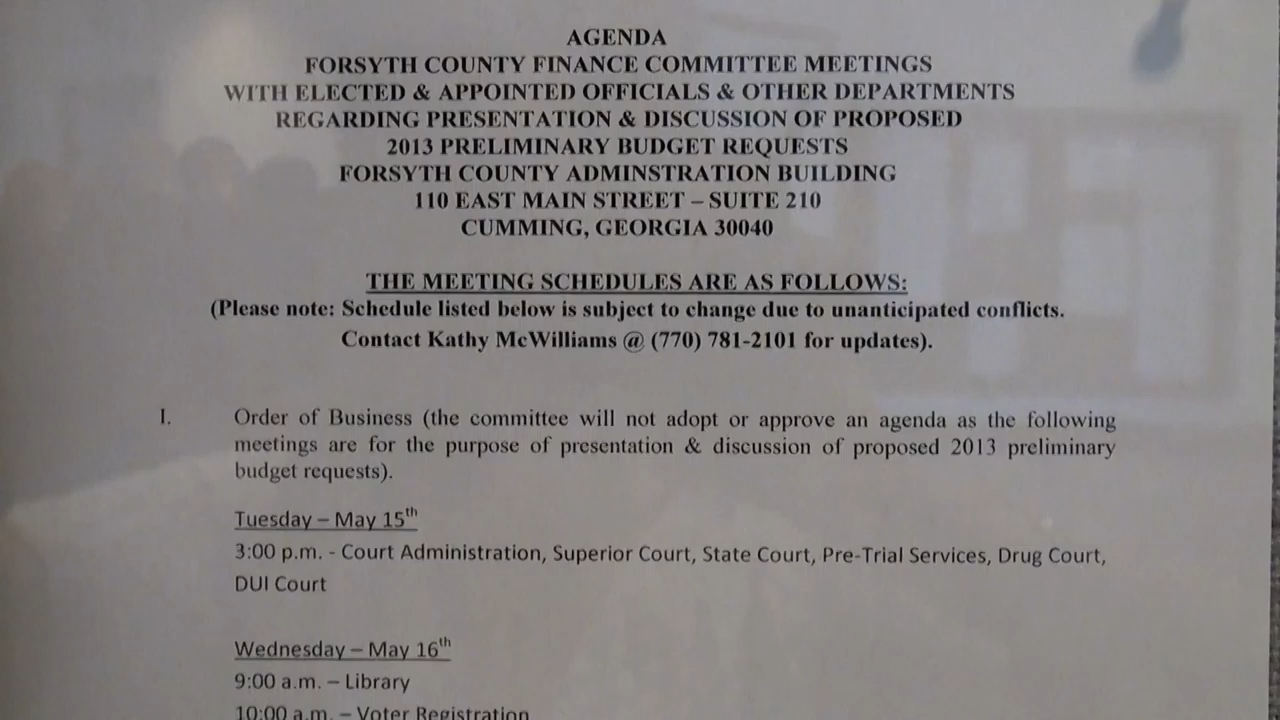 AGENDA
FORSYTH COUNTY FINANCE COMMITTEE MEETINGS
WITH ELECTED & APPOINTED OFFICIALS & OTHER DEPARTMENTS
REGARDING PRESENTATION & DISCUSSION OF PROPOSED
2013 PRELIMINARY BUDGET REQUESTS
FORSYTH COUNTY ADMINSTRATION BUILDING
110 EAST MAIN STREET – SUITE 210
CUMMING, GEORGIA 30040
THE MEETING SCHEDULES ARE AS FOLLOWS:
(Please note: Schedule listed below is subject to change due to unanticipated conflicts.
Contact Kathy McWilliams @ (770) 781-2101 for updates).
I. Order of Business (the committee will not adopt or approve an agenda as the following
meetings are for the purpose of presentation & discussion of proposed 2013 preliminary
budget requests).
Tuesday – May 15th
3:00 p.m. - Court Administration, Superior Court, State Court, Pre-Trial Services, Drug Court,
DUI Court
Wednesday – May 16th
9:00 a.m. – Library
10:00 a.m. – Voter Registration